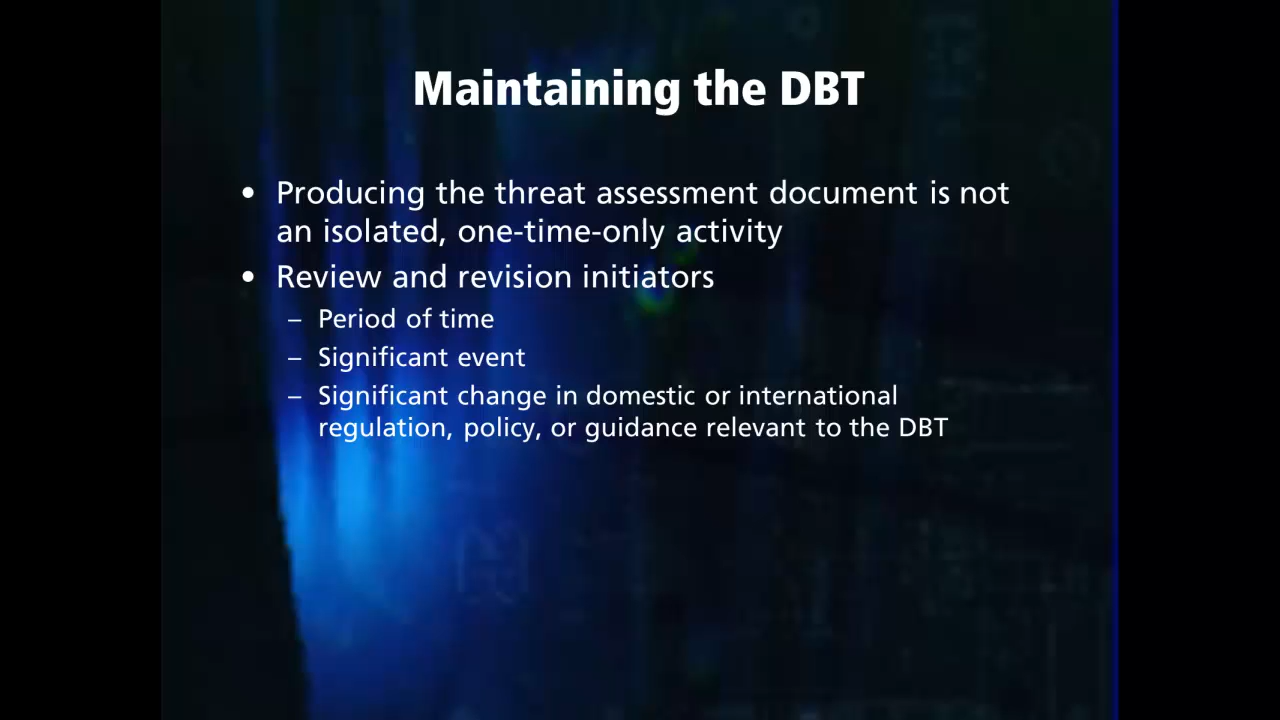 Maintaining the DBT
• Producing the threat assessment document is not
an isolated, one-time-only activity
• Review and revision initiators
– Period of time
– Significant event
– Significant change in domestic or international
regulation, policy, or guidance relevant to the DBT